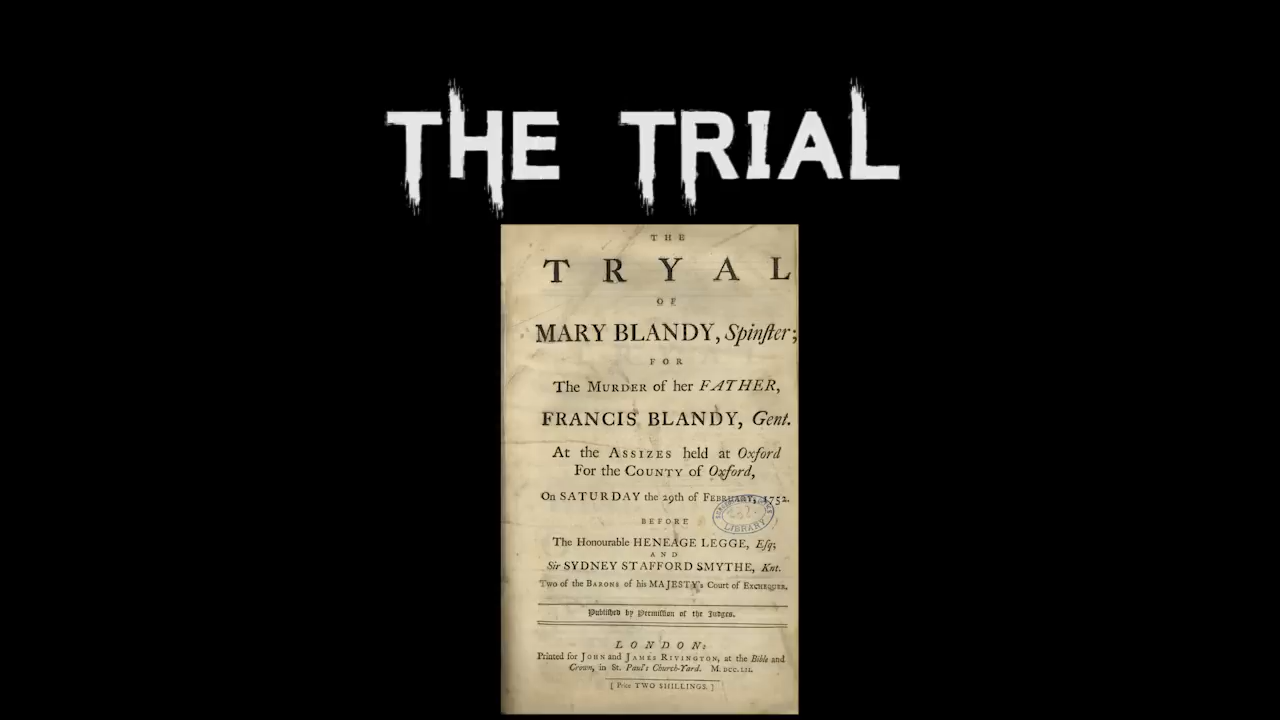 THE TRIAL
THE
TRYAL
OF
MARY BLANDY, Spinſter;
FOR
The MURDER of her FATHER,
FRANCIS BLANDY, Gent.
At the ASSIZES held at Oxford
For the COUNTY of Oxford,
On SATURDAY the 29th of FEBRUARY, 1752.
LIBRARY
BEFORE
The Honourable HENEAGE LEGGE, Eſq;
AND
Sir SYDNEY STAFFORD SMYTHE, Knt.
Two of the BARONS of his MAJESTY's Court of EXCHEQUER.
Publiſhed by Permiſſion of the Judges.
LONDON:
Printed for JOHN and JAMES RIVINGTON, at the Bible and
Crown, in St. Paul's Church-Yard. M.DCC.LII.
[ Price TWO SHILLINGS. ]